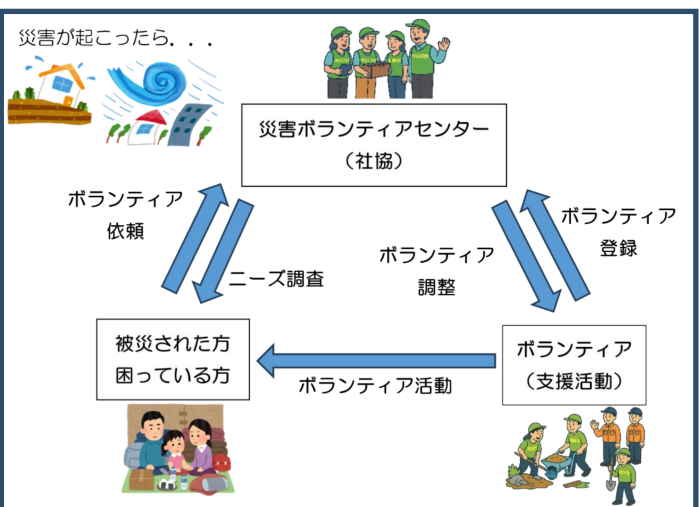 災害が起こったら．．．
災害ボランティアセンター
（社協）
ボランティア
依頼
ニーズ調査
ボランティア
調整
ボランティア
登録
被災された方
困っている方
ボランティア活動
ボランティア
（支援活動）